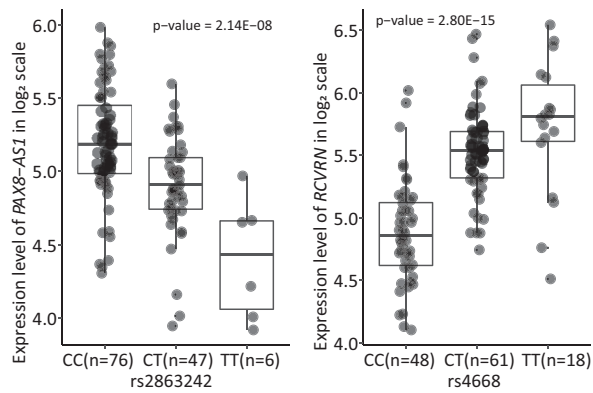 Expression level of PAX8−AS1 in log₂ scale
p−value = 2.14E−08
6.0
5.5
5.0
4.5
4.0
CC(n=76) CT(n=47) TT(n=6)
rs2863242
Expression level of RCVRN in log₂ scale
p−value = 2.80E−15
6.5
6.0
5.5
5.0
4.5
4.0
CC(n=48) CT(n=61) TT(n=18)
rs4668